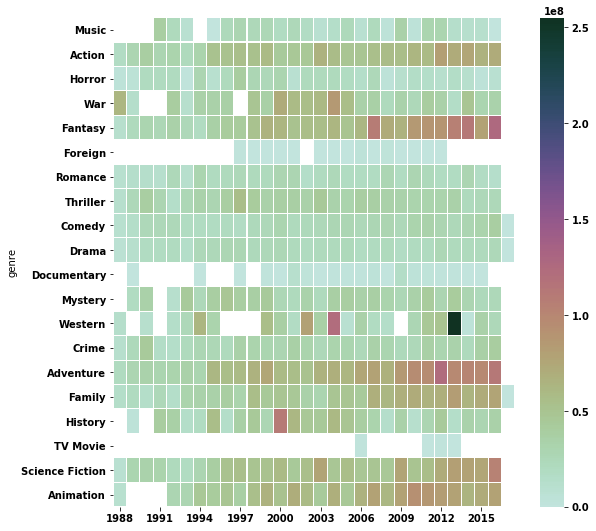 1e8
Music
Action
Horror
War
Fantasy
Foreign
Romance
Thriller
Comedy
Drama
Documentary
Mystery
Western
Crime
Adventure
Family
History
TV Movie
Science Fiction
Animation
genre
1988 1991 1994 1997 2000 2003 2006 2009 2012 2015
2.5
2.0
1.5
1.0
0.5
0.0